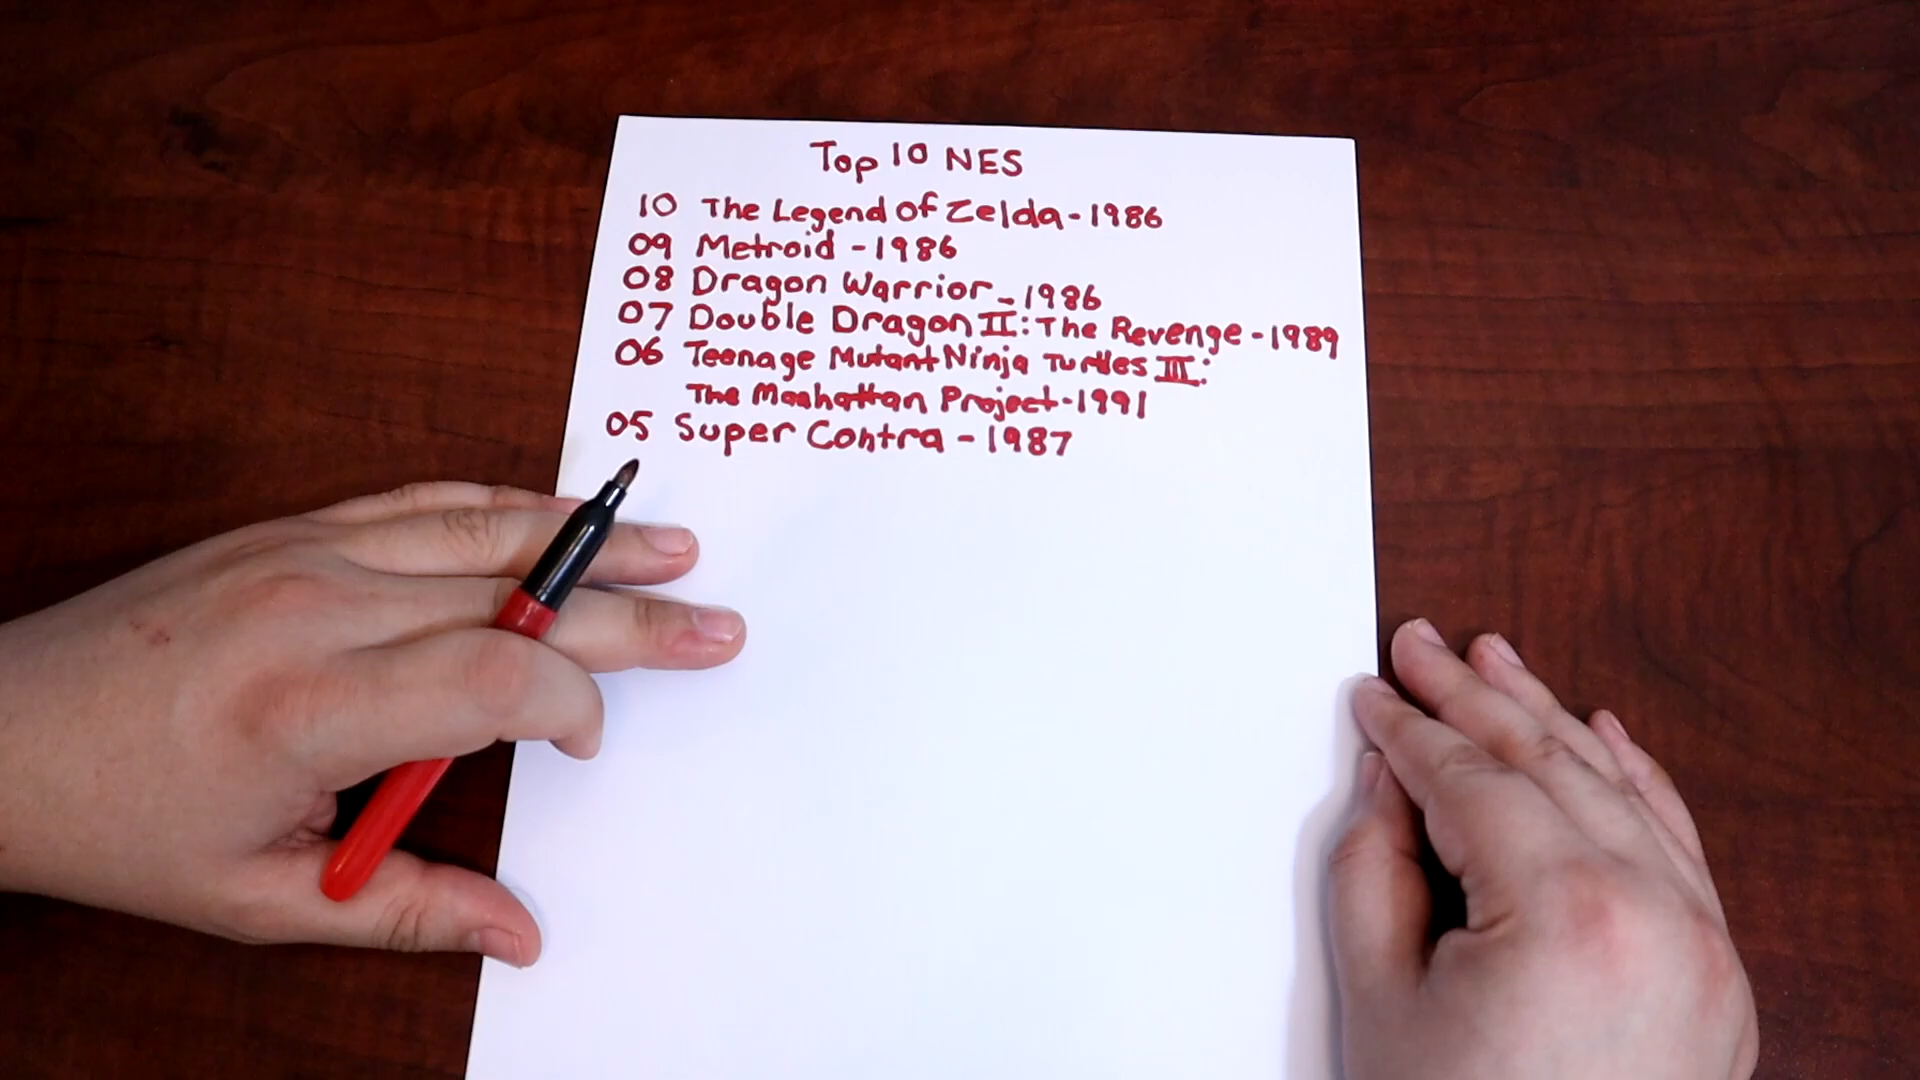 Top 10 NES
10 The Legend Of Zelda - 1986
09 Metroid - 1986
08 Dragon Warrior - 1986
07 Double Dragon II: The Revenge - 1989
06 Teenage Mutant Ninja Turtles III:
The Manhattan Project - 1991
05 Super Contra - 1987